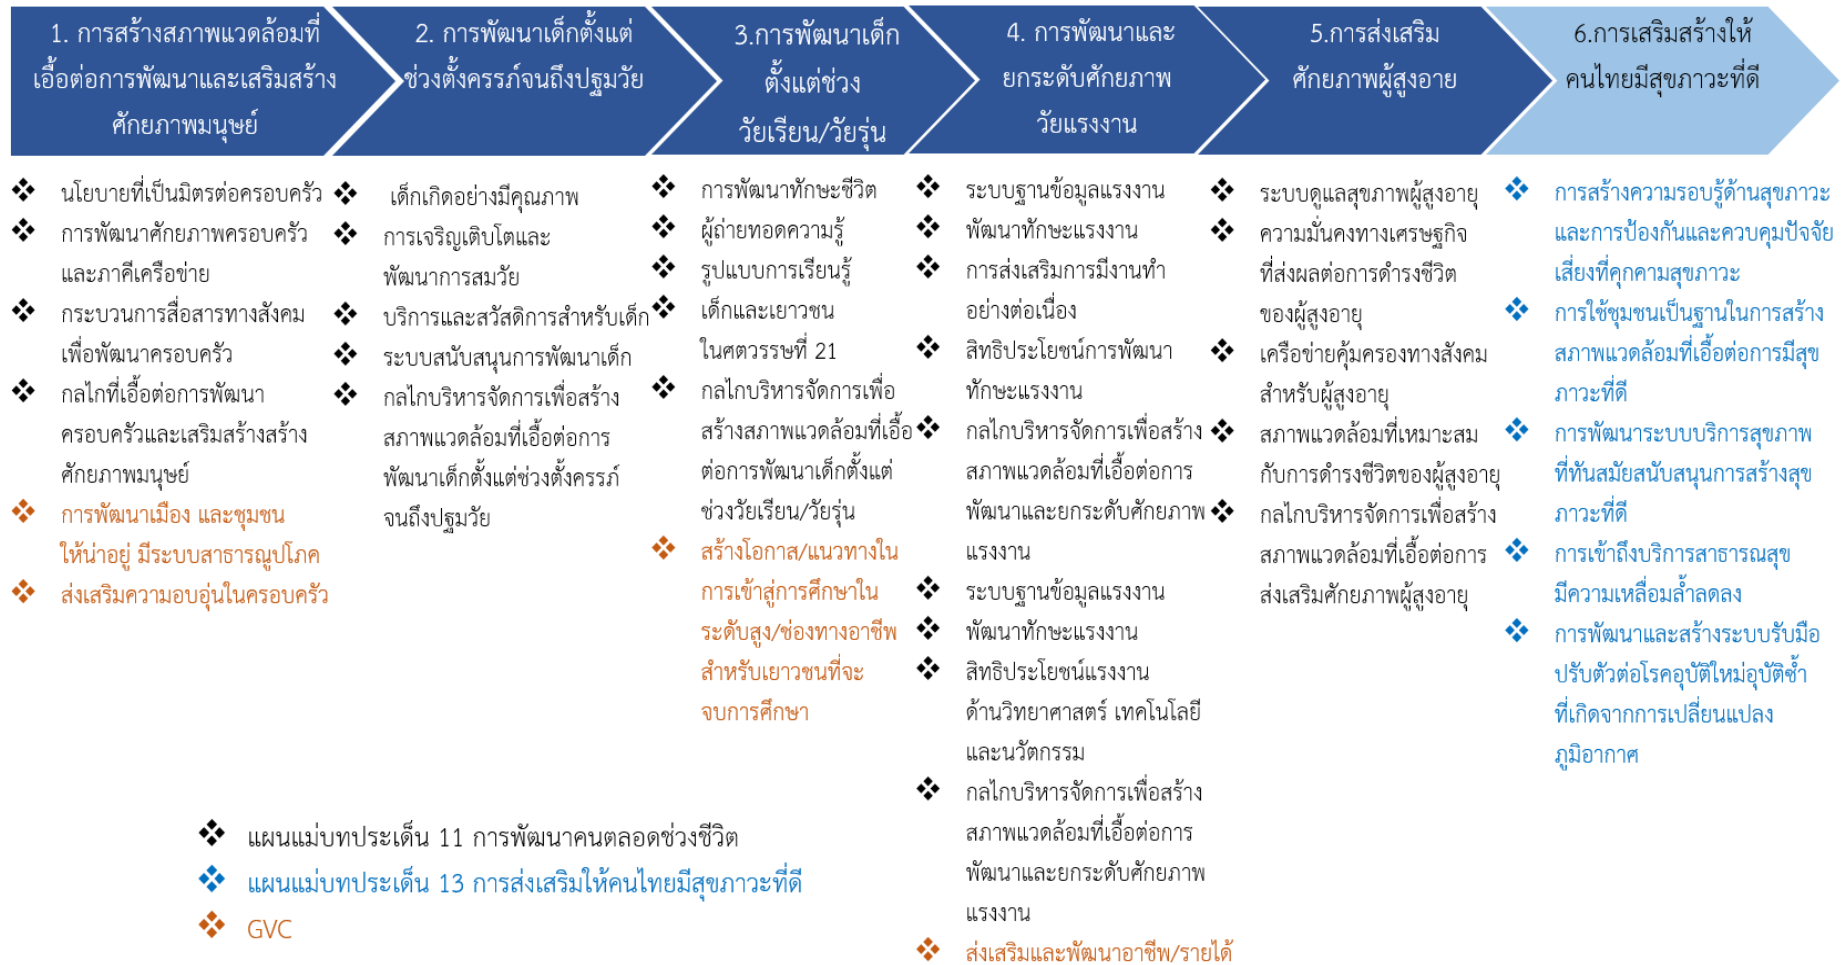 1. การสร้างสภาพแวดล้อมที่
เอื้อต่อการพัฒนาและเสริมสร้าง
ศักยภาพมนุษย์
2. การพัฒนาเด็กตั้งแต่
ช่วงตั้งครรภ์จนถึงปฐมวัย
3.การพัฒนาเด็ก
ตั้งแต่ช่วง
วัยเรียน/วัยรุ่น
4. การพัฒนาและ
ยกระดับศักยภาพ
วัยแรงงาน
5.การส่งเสริม
ศักยภาพผู้สูงอายุ
6.การเสริมสร้างให้
คนไทยมีสุขภาวะที่ดี
❖ นโยบายที่เป็นมิตรต่อครอบครัว
❖ การพัฒนาศักยภาพครอบครัว
และภาคีเครือข่าย
❖ กระบวนการสื่อสารทางสังคม
เพื่อพัฒนาครอบครัว
❖ กลไกที่เอื้อต่อการพัฒนา
ครอบครัวและเสริมสร้างสร้าง
ศักยภาพมนุษย์
❖ การพัฒนาเมือง และชุมชน
ให้น่าอยู่ มีระบบสาธารณูปโภค
❖ ส่งเสริมความอบอุ่นในครอบครัว
❖ เด็กเกิดอย่างมีคุณภาพ
❖ การเจริญเติบโตและ
พัฒนาการสมวัย
❖ บริการและสวัสดิการสำหรับเด็ก
❖ ระบบสนับสนุนการพัฒนาเด็ก
❖ กลไกบริหารจัดการเพื่อสร้าง
สภาพแวดล้อมที่เอื้อต่อการ
พัฒนาเด็กตั้งแต่ช่วงตั้งครรภ์
จนถึงปฐมวัย
❖ การพัฒนาทักษะชีวิต
❖ ผู้ถ่ายทอดความรู้
❖ รูปแบบการเรียนรู้
❖ เด็กและเยาวชน
ในศตวรรษที่ 21
❖ กลไกบริหารจัดการเพื่อ
สร้างสภาพแวดล้อมที่เอื้อ
ต่อการพัฒนาเด็กตั้งแต่
ช่วงวัยเรียน/วัยรุ่น
❖ สร้างโอกาส/แนวทางใน
การเข้าสู่การศึกษาใน
ระดับสูง/ช่องทางอาชีพ
สำหรับเยาวชนที่จะ
จบการศึกษา
❖ ระบบฐานข้อมูลแรงงาน
❖ พัฒนาทักษะแรงงาน
❖ การส่งเสริมการมีงานทำ
อย่างต่อเนื่อง
❖ สิทธิประโยชน์การพัฒนา
ทักษะแรงงาน
❖ กลไกบริหารจัดการเพื่อสร้าง
สภาพแวดล้อมที่เอื้อต่อการ
พัฒนาและยกระดับศักยภาพ
แรงงาน
❖ ระบบฐานข้อมูลแรงงาน
❖ พัฒนาทักษะแรงงาน
❖ สิทธิประโยชน์แรงงาน
ด้านวิทยาศาสตร์ เทคโนโลยี
และนวัตกรรม
❖ กลไกบริหารจัดการเพื่อสร้าง
สภาพแวดล้อมที่เอื้อต่อการ
พัฒนาและยกระดับศักยภาพ
แรงงาน
❖ ส่งเสริมและพัฒนาอาชีพ/รายได้
❖ ระบบดูแลสุขภาพผู้สูงอายุ
❖ ความมั่นคงทางเศรษฐกิจ
ที่ส่งผลต่อการดำรงชีวิต
ของผู้สูงอายุ
❖ เครือข่ายคุ้มครองทางสังคม
สำหรับผู้สูงอายุ
❖ สภาพแวดล้อมที่เหมาะสม
กับการดำรงชีวิตของผู้สูงอายุ
❖ กลไกบริหารจัดการเพื่อสร้าง
สภาพแวดล้อมที่เอื้อต่อการ
ส่งเสริมศักยภาพผู้สูงอายุ
❖ การสร้างความรอบรู้ด้านสุขภาวะ
และการป้องกันและควบคุมปัจจัย
เสี่ยงที่คุกคามสุขภาวะ
❖ การใช้ชุมชนเป็นฐานในการสร้าง
สภาพแวดล้อมที่เอื้อต่อการมีสุข
ภาวะที่ดี
❖ การพัฒนาระบบบริการสุขภาพ
ที่ทันสมัยสนับสนุนการสร้างสุข
ภาวะที่ดี
❖ การเข้าถึงบริการสาธารณสุข
มีความเหลื่อมล้ำลดลง
❖ การพัฒนาและสร้างระบบรับมือ
ปรับตัวต่อโรคอุบัติใหม่อุบัติซ้ำ
ที่เกิดจากการเปลี่ยนแปลง
ภูมิอากาศ
❖ แผนแม่บทประเด็น 11 การพัฒนาคนตลอดช่วงชีวิต
❖ แผนแม่บทประเด็น 13 การส่งเสริมให้คนไทยมีสุขภาวะที่ดี
❖ GVC